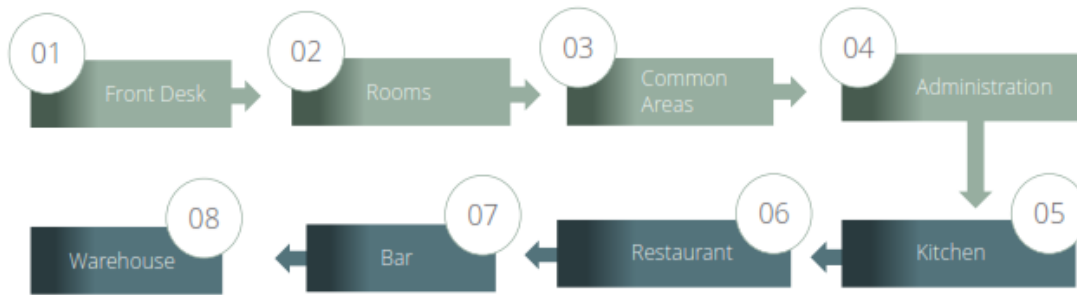 01
Front Desk
02
Rooms
03
Common
Areas
04
Administration
05
Kitchen
06
Restaurant
07
Bar
08
Warehouse